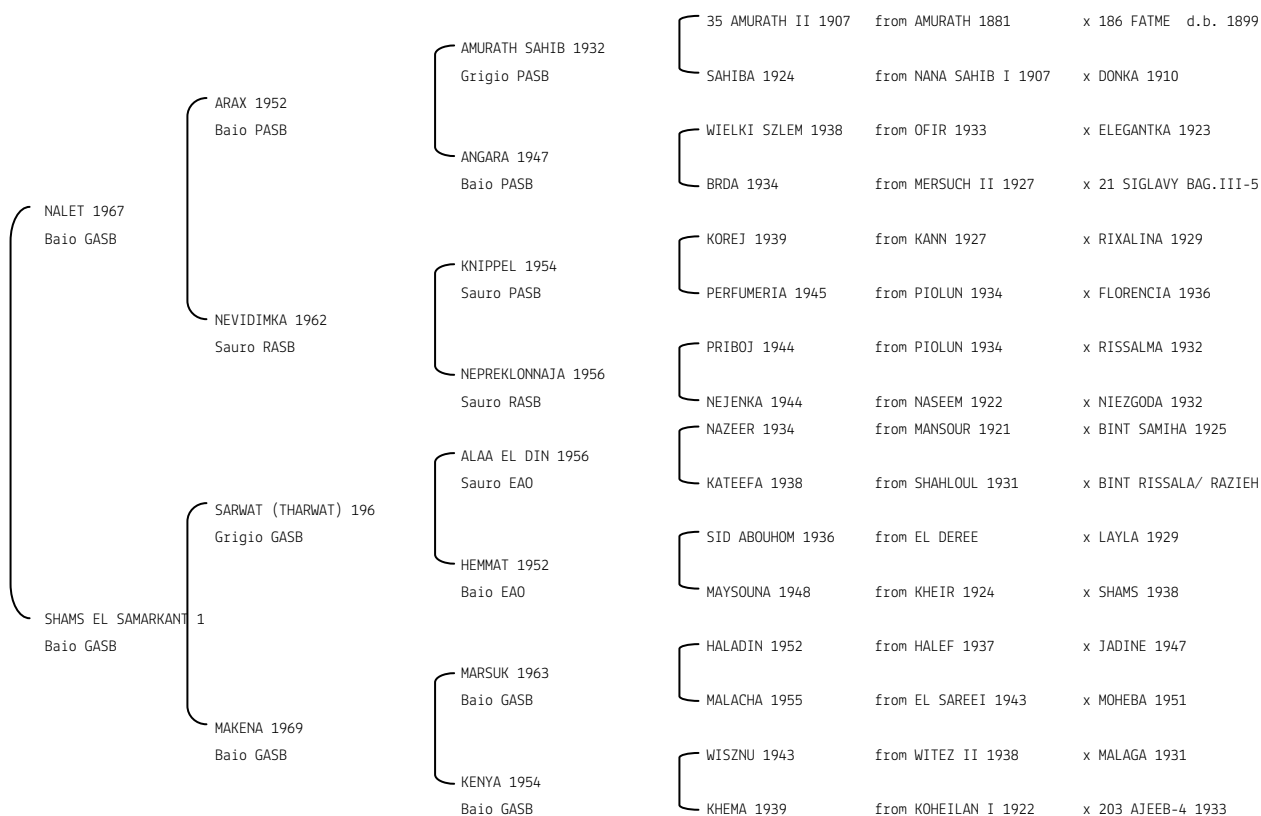 35 AMURATH II 1907 from AMURATH 1881 x 186 FATME d.b. 1899
AMURATH SAHIB 1932
Grigio PASB SAHIBA 1924 from NANA SAHIB I 1907 x DONKA 1910
ARAX 1952
Baio PASB WIELKI SZLEM 1938 from OFIR 1933 x ELEGANTKA 1923
ANGARA 1947
Baio PASB BRDA 1934 from MERSUCH II 1927 x 21 SIGLAVY BAG.III-5
NALET 1967
Baio GASB KOREJ 1939 from KANN 1927 x RIXALINA 1929
KNIPPEL 1954
Sauro PASB PERFUMERIA 1945 from PIOLUN 1934 x FLORENCIA 1936
NEVIDIMKA 1962
Sauro RASB PRIBOJ 1944 from PIOLUN 1934 x RISSALMA 1932
NEPREKLONNAJA 1956
Sauro RASB NEJENKA 1944 from NASEEM 1922 x NIEZGODA 1932
NAZEER 1934 from MANSOUR 1921 x BINT SAMIHA 1925
ALAA EL DIN 1956
Sauro EAO KATEEFA 1938 from SHAHLOUL 1931 x BINT RISSALA/ RAZIEH
SARWAT (THARWAT) 196
Grigio GASB SID ABOUHOM 1936 from EL DEREE x LAYLA 1929
HEMMAT 1952
Baio EAO MAYSOUNA 1948 from KHEIR 1924 x SHAMS 1938
SHAMS EL SAMARKANT 1
Baio GASB HALADIN 1952 from HALEF 1937 x JADINE 1947
MARSUK 1963
Baio GASB MALACHA 1955 from EL SAREEI 1943 x MOHEBA 1951
MAKENA 1969
Baio GASB WISZNU 1943 from WITEZ II 1938 x MALAGA 1931
KENYA 1954
Baio GASB KHEMA 1939 from KOHEILAN I 1922 x 203 AJEEB-4 1933